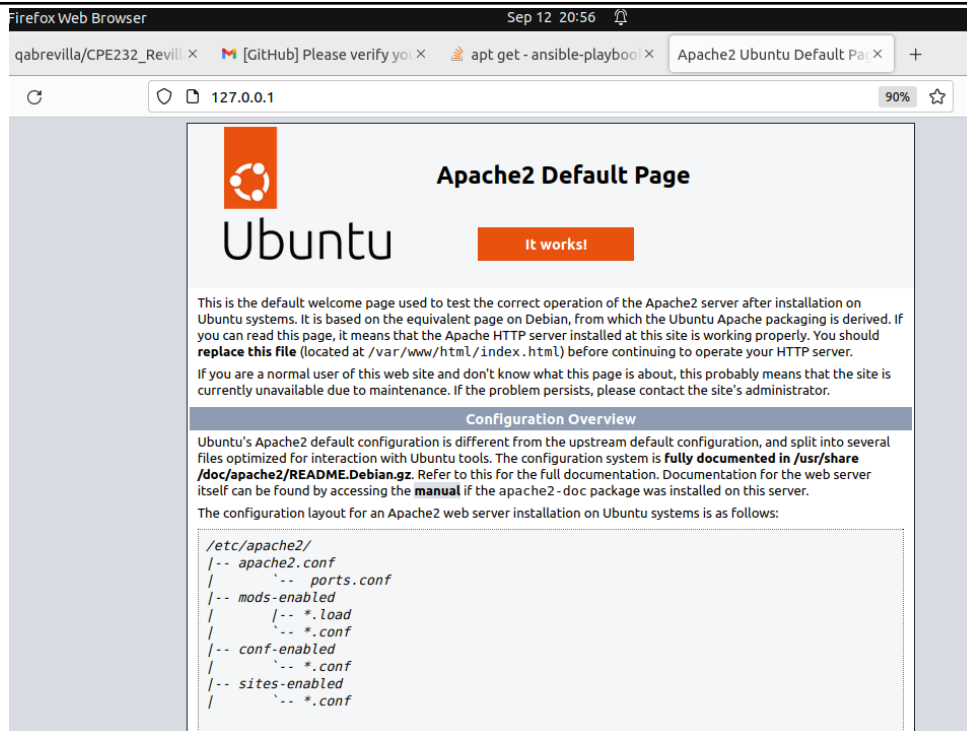 Firefox Web Browser
Sep 12 20:56
qabrevilla/CPE232_Revill
[GitHub] Please verify you
apt get - ansible-playbool
Apache2 Ubuntu Default Pag
127.0.0.1
90%
Ubuntu
Apache2 Default Page
It works!
This is the default welcome page used to test the correct operation of the Apache2 server after installation on
Ubuntu systems. It is based on the equivalent page on Debian, from which the Ubuntu Apache packaging is derived. If
you can read this page, it means that the Apache HTTP server installed at this site is working properly. You should
replace this file (located at /var/www/html/index.html) before continuing to operate your HTTP server.
If you are a normal user of this web site and don't know what this page is about, this probably means that the site is
currently unavailable due to maintenance. If the problem persists, please contact the site's administrator.
Configuration Overview
Ubuntu's Apache2 default configuration is different from the upstream default configuration, and split into several
files optimized for interaction with Ubuntu tools. The configuration system is fully documented in /usr/share
/doc/apache2/README.Debian.gz. Refer to this for the full documentation. Documentation for the web server
itself can be found by accessing the manual if the apache2-doc package was installed on this server.
The configuration layout for an Apache2 web server installation on Ubuntu systems is as follows:
/etc/apache2/
|-- apache2.conf
|       `--  ports.conf
|-- mods-enabled
|       |-- *.load
|       `-- *.conf
|-- conf-enabled
|       `-- *.conf
|-- sites-enabled
|       `-- *.conf